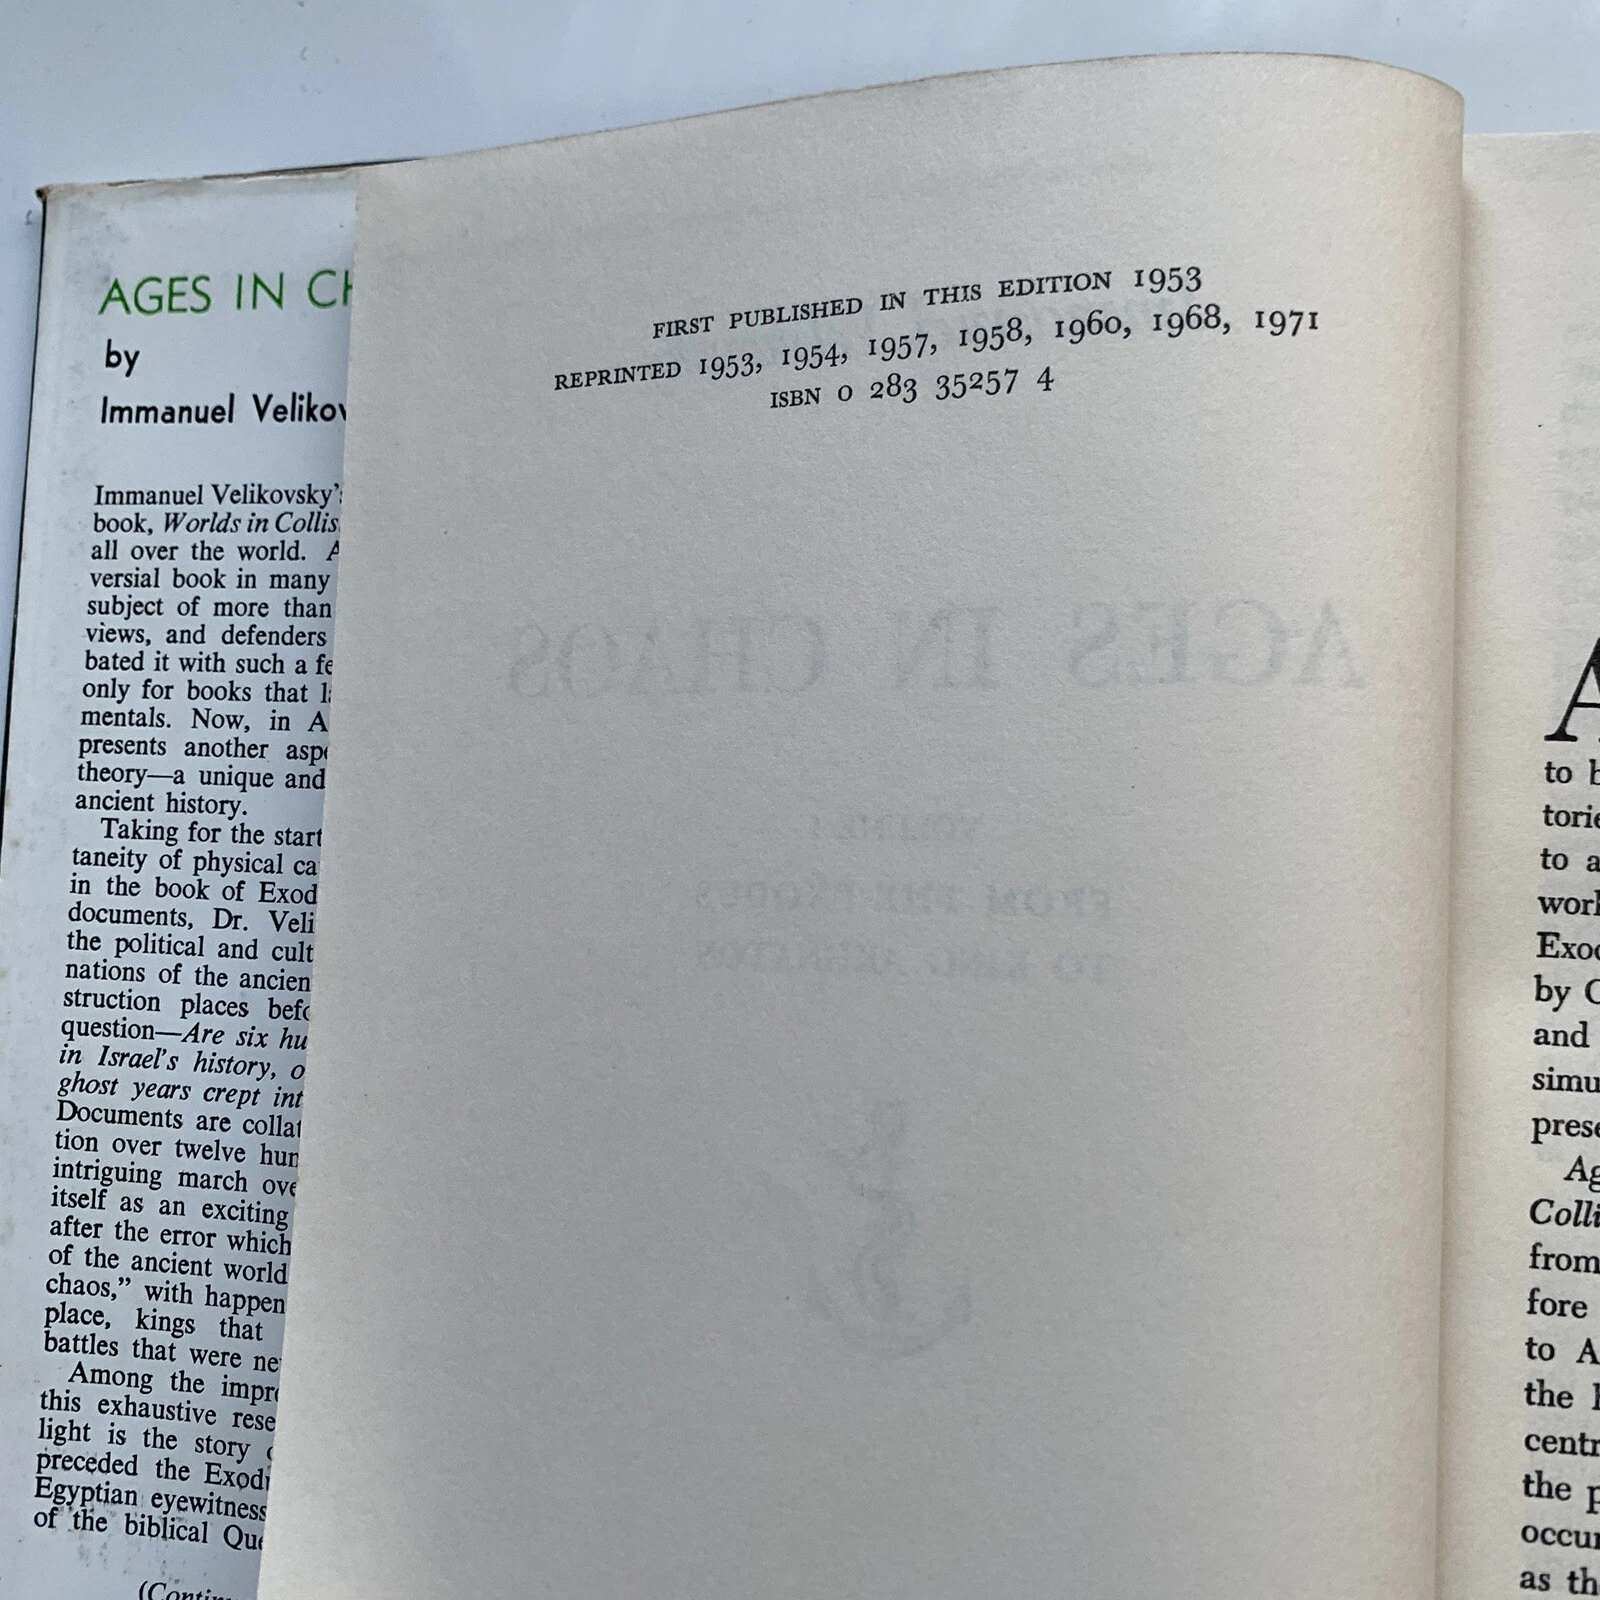 AGES IN CH
by
Immanuel Velikov
Immanuel Velikovsky's
book, Worlds in Collis
all over the world. A
versial book in many
subject of more than
views, and defenders
bated it with such a fe
only for books that l
mentals. Now, in A
presents another aspe
theory—a unique and
ancient history.
Taking for the start
taneity of physical ca
in the book of Exod
documents, Dr. Veli
the political and cult
nations of the ancien
struction places befo
question—Are six hu
in Israel's history, o
ghost years crept int
Documents are collat
tion over twelve hun
intriguing march ove
itself as an exciting
after the error which
of the ancient world
chaos,” with happen
place, kings that
battles that were ne
Among the impre
this exhaustive rese
light is the story
preceded the Exod
Egyptian eyewitness
of the biblical Que
(Contin
FIRST PUBLISHED IN THIS EDITION 1953
REPRINTED 1953, 1954, 1957, 1958, 1960, 1968, 1971
ISBN 0 283 35257 4
AGES IN CHAOS
FROM THE EXODUS
A
to b
torie
to a
work
Exod
by C
and
simu
prese
Ag
Colli
from
fore
to A
the
centr
the p
occur
as th